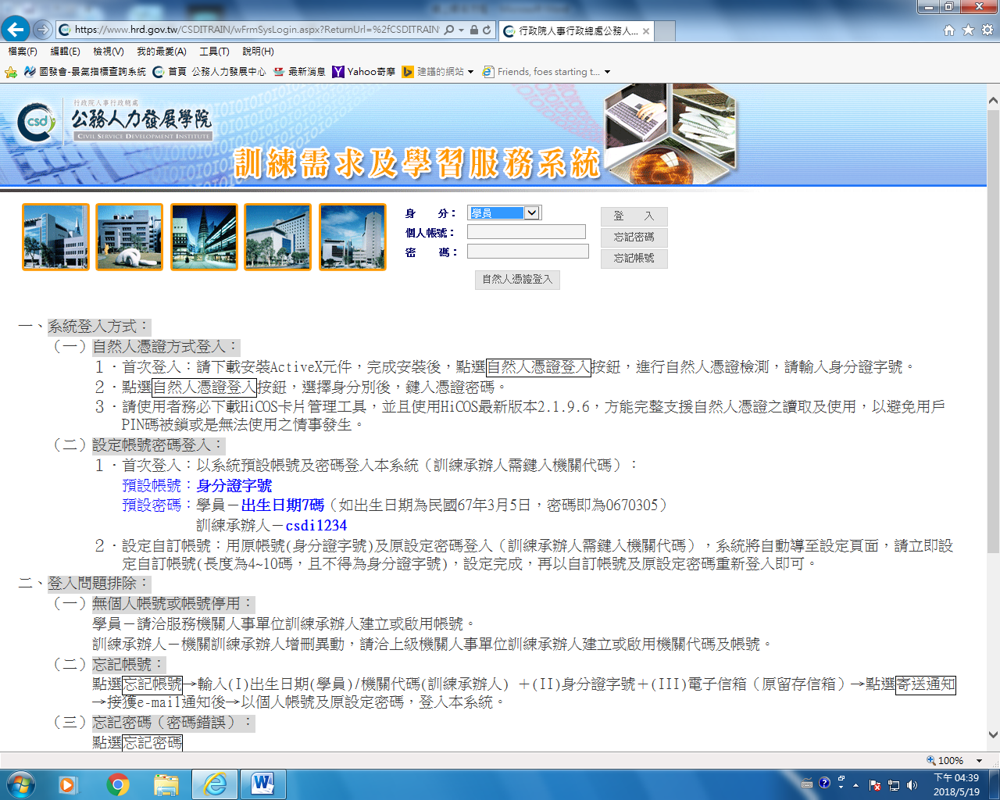 https://www.hrd.gov.tw/CSDITRAIN/wFrmSysLogin.aspx?ReturnUrl=%2fCSDITRAIN
行政院人事行政總處公務人...
檔案(F) 編輯(E) 檢視(V) 我的最愛(A) 工具(T) 說明(H)
國發會-景氣指標查詢系統 首頁 公務人力發展中心 最新消息 Yahoo奇摩 建議的網站 Friends, foes starting t...
行政院人事行政總處
csd 公務人力發展學院
CIVIL SERVICE DEVELOPMENT INSTITUTE
訓練需求及學習服務系統
身 分： 學員 登 入
個人帳號： 忘記密碼
密 碼： 忘記帳號
自然人憑證登入
一、系統登入方式：
（一）自然人憑證方式登入：
１．首次登入：請下載安裝ActiveX元件，完成安裝後，點選自然人憑證登入按鈕，進行自然人憑證檢測，請輸入身分證字號。
２．點選自然人憑證登入按鈕，選擇身分別後，鍵入憑證密碼。
３．請使用者務必下載HiCOS卡片管理工具，並且使用HiCOS最新版本2.1.9.6，方能完整支援自然人憑證之讀取及使用，以避免用戶
PIN碼被鎖或是無法使用之情事發生。
（二）設定帳號密碼登入：
１．首次登入：以系統預設帳號及密碼登入本系統（訓練承辦人需鍵入機關代碼）：
預設帳號：身分證字號
預設密碼：學員－出生日期7碼（如出生日期為民國67年3月5日，密碼即為0670305）
訓練承辦人－csdi1234
２．設定自訂帳號：用原帳號(身分證字號)及原設定密碼登入（訓練承辦人需鍵入機關代碼），系統將自動導至設定頁面，請立即設
定自訂帳號(長度為4~10碼，且不得為身分證字號)，設定完成，再以自訂帳號及原設定密碼重新登入即可。
二、登入問題排除：
（一）無個人帳號或帳號停用：
學員－請洽服務機關人事單位訓練承辦人建立或啟用帳號。
訓練承辦人－機關訓練承辦人增刪異動，請洽上級機關人事單位訓練承辦人建立或啟用機關代碼及帳號。
（二）忘記帳號：
點選忘記帳號→輸入(I)出生日期(學員)/機關代碼(訓練承辦人) ＋(II)身分證字號＋(III)電子信箱（原留存信箱）→點選寄送通知
→接獲e-mail通知後→以個人帳號及原設定密碼，登入本系統。
（三）忘記密碼（密碼錯誤）：
點選忘記密碼
100%
下午 04:39
2018/5/19